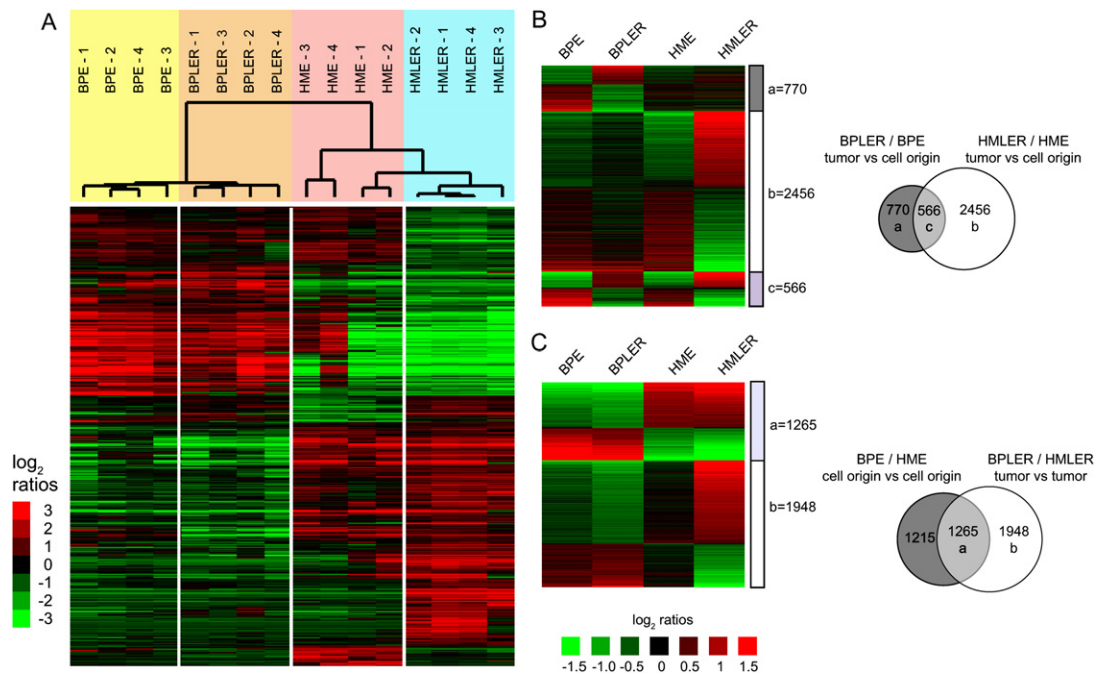 A
BPE - 1
BPE - 2
BPE - 4
BPE - 3
BPLER - 1
BPLER - 3
BPLER - 2
BPLER - 4
HME - 3
HME - 4
HME - 1
HME - 2
HMLER - 2
HMLER - 1
HMLER - 4
HMLER - 3
log2
ratios
3
2
1
0
-1
-2
-3
B
BPE
BPLER
HME
HMLER
a=770
b=2456
c=566
BPLER / BPE
tumor vs cell origin
HMLER / HME
tumor vs cell origin
770
a
566
c
2456
b
C
BPE
BPLER
HME
HMLER
a=1265
b=1948
BPE / HME
cell origin vs cell origin
BPLER / HMLER
tumor vs tumor
1215
1265
a
1948
b
log2 ratios
-1.5 -1.0 -0.5 0 0.5 1 1.5